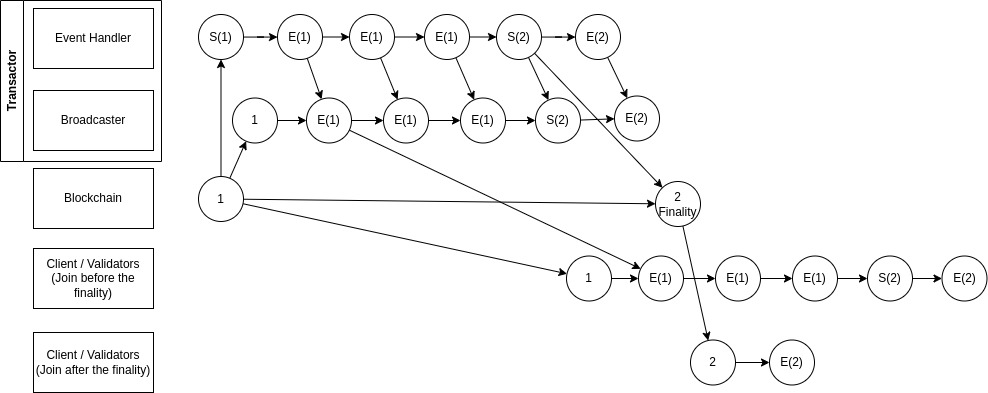 Transactor
Event Handler
S(1)
E(1)
E(1)
E(1)
S(2)
E(2)
Broadcaster
1
E(1)
E(1)
E(1)
S(2)
E(2)
Blockchain
1
2
Finality
Client / Validators
(Join before the
finality)
1
E(1)
E(1)
E(1)
S(2)
E(2)
Client / Validators
(Join after the finality)
2
E(2)